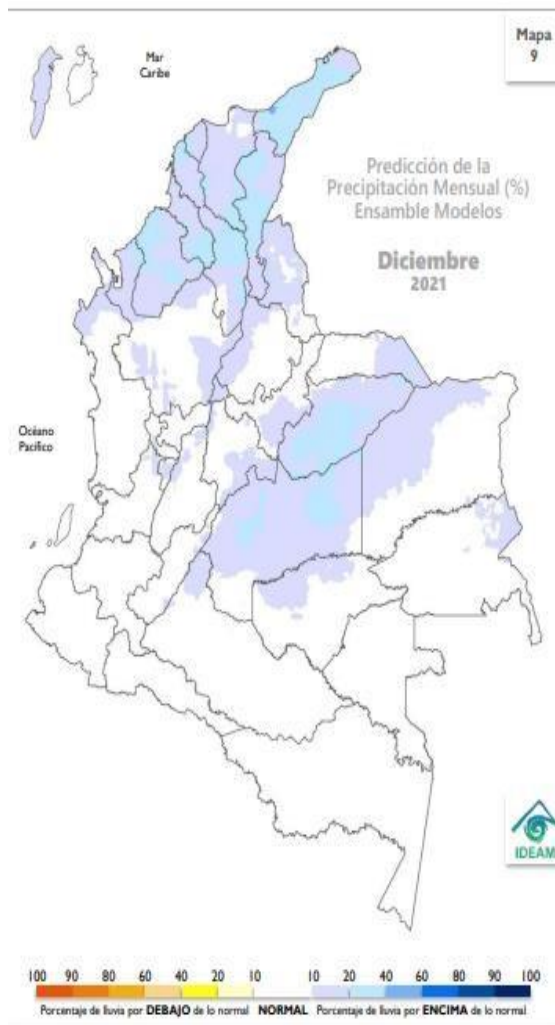 Mapa
9
Mar
Caribe
Predicción de la
Precipitación Mensual (%)
Ensamble Modelos
Diciembre
2021
Océano
Pacífico
IDEAM
100 90 80 60 40 20 10 10 20 40 60 80 90 100
Porcentaje de lluvia por DEBAJO de lo normal NORMAL Porcentaje de lluvia por ENCIMA de lo normal